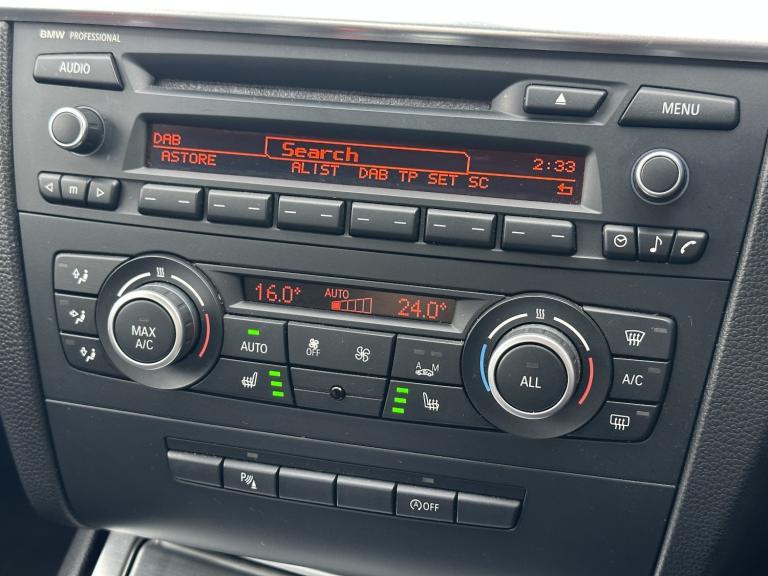 BMW PROFESSIONAL
AUDIO
MENU
DAB
Search
2:33
ASTORE
ALIST DAB TP SET SC
m
16.0° AUTO 24.0°
MAX
A/C
AUTO
OFF
A M
ALL
A/C
P
A OFF